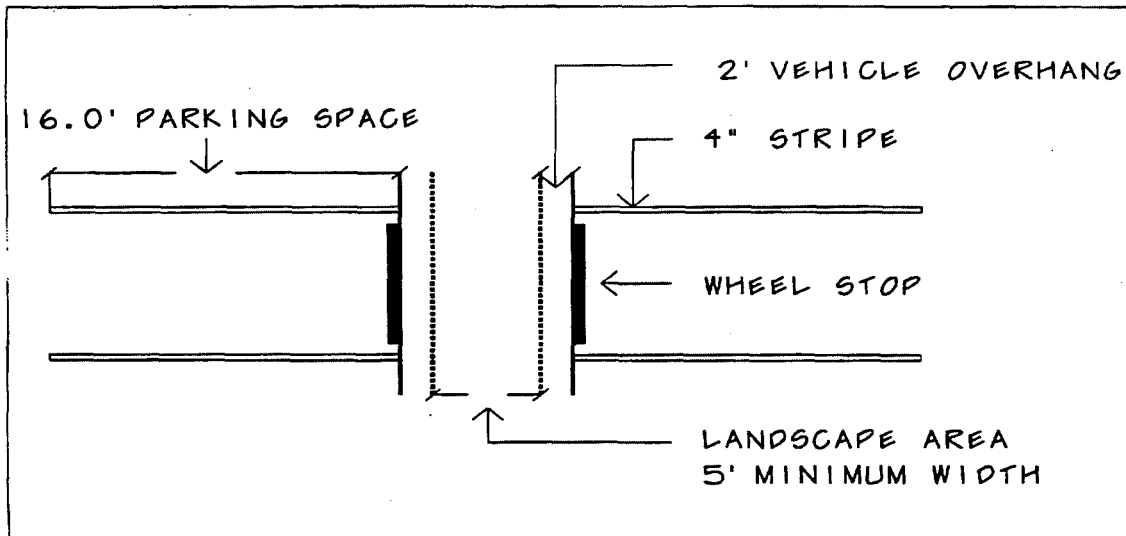 2' VEHICLE OVERHANG
16.0' PARKING SPACE
4" STRIPE
WHEEL STOP
LANDSCAPE AREA
5' MINIMUM WIDTH